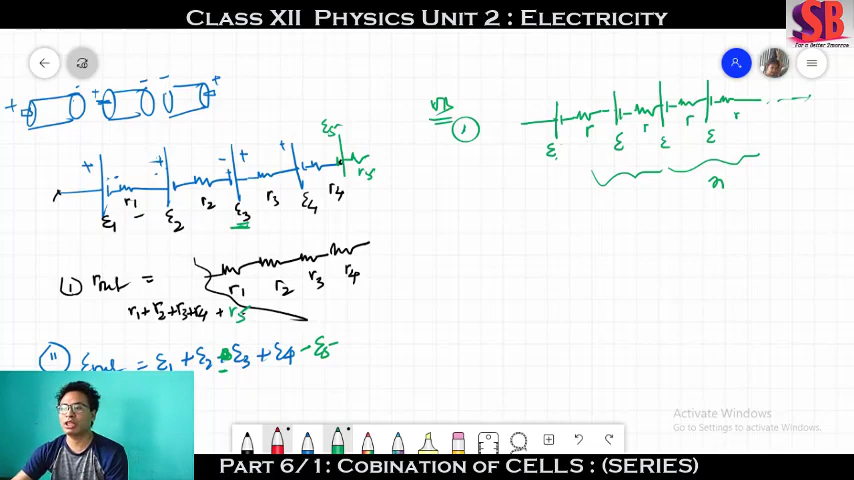 CLASS XII PHYSICS UNIT 2 : ELECTRICITY
SB
For a Better 2morrow
+ - + - - +
+ - - + - + - + + ε5
r1 r2 r3 r4 r5
ε1 ε2 ε3 ε4
NB
(i)
r r r r
ε ε ε ε
n
(i) rnet =
r1 r2 r3 r4
r1+r2+r3+r4 + r5
(ii) εnet = ε1 + ε2 + ε3 + ε4 - ε5
Activate Windows
Go to Settings to activate Windows.
PART 6/1: COBINATION OF CELLS : (SERIES)